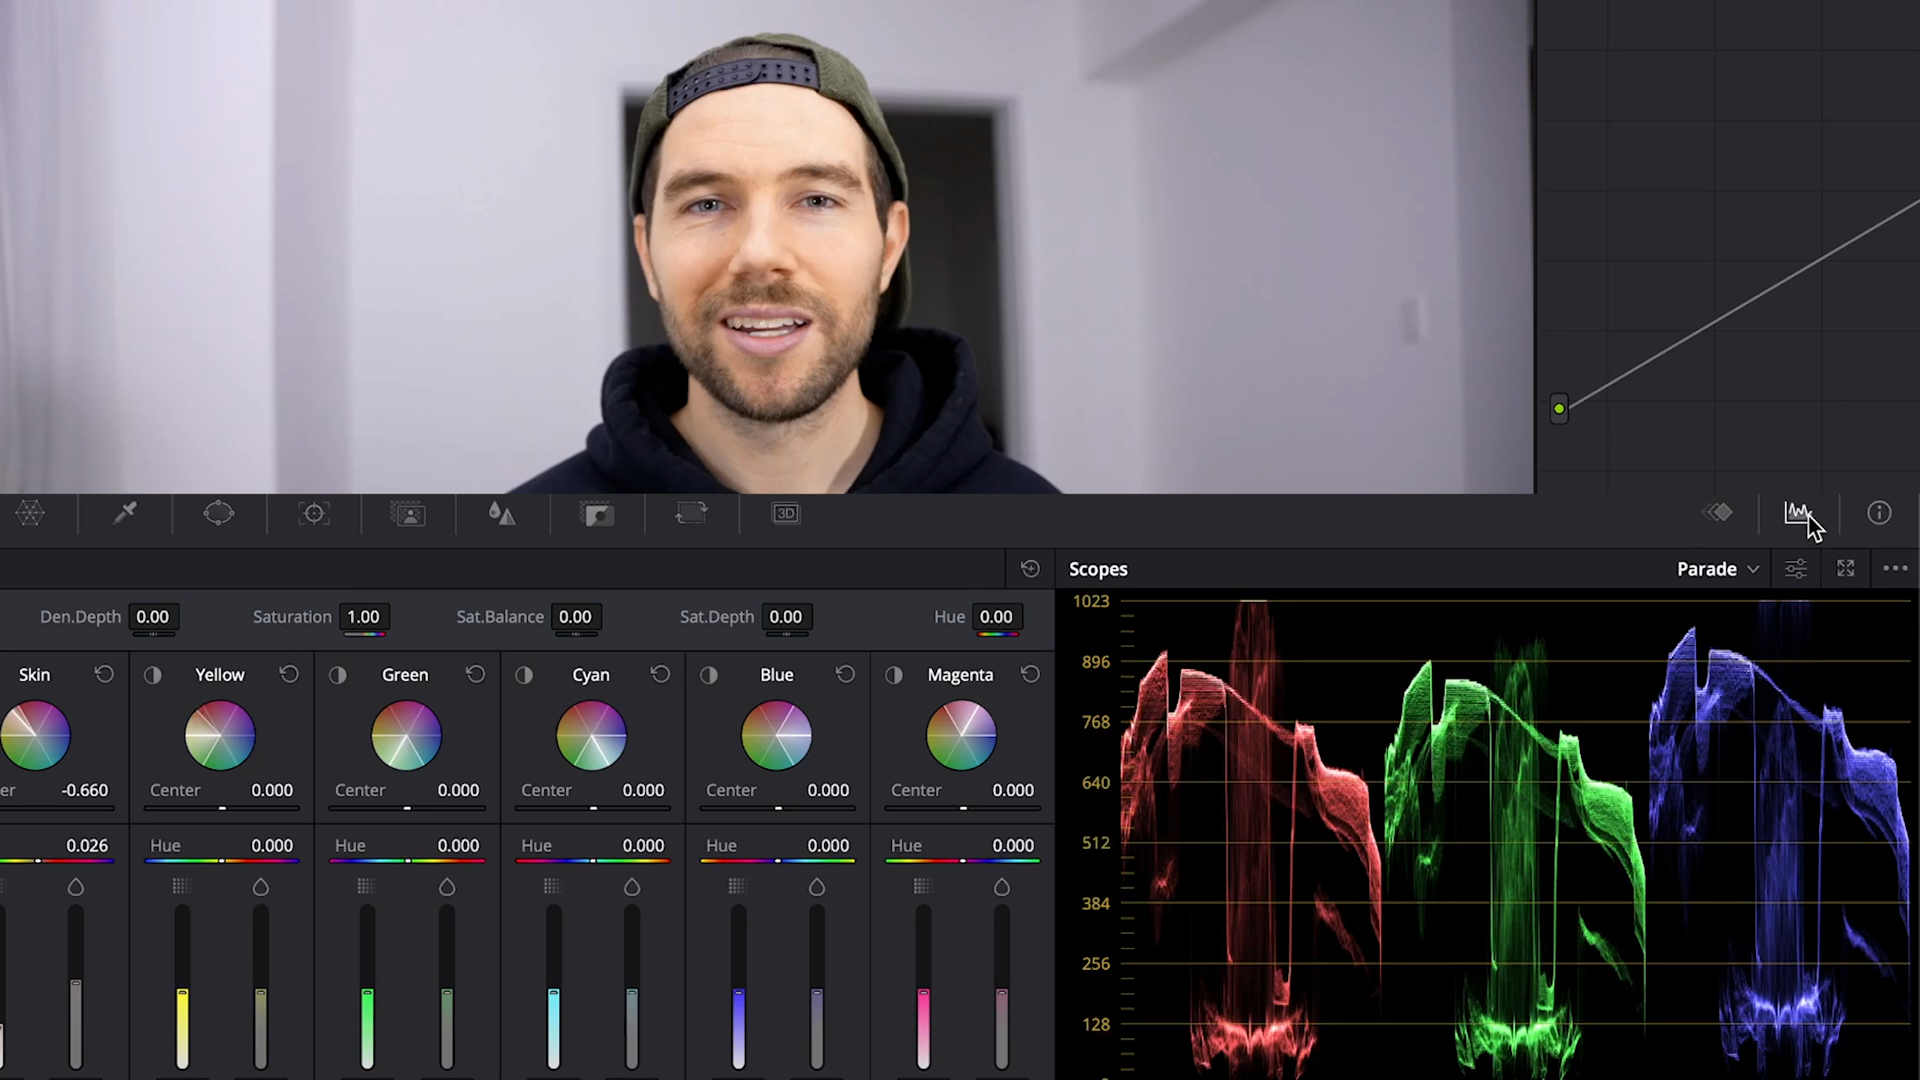 3D
Scopes
Parade
Den.Depth 0.00 Saturation 1.00 Sat.Balance 0.00 Sat.Depth 0.00 Hue 0.00
Skin Yellow Green Cyan Blue Magenta
er -0.660 Center 0.000 Center 0.000 Center 0.000 Center 0.000 Center 0.000
0.026 Hue 0.000 Hue 0.000 Hue 0.000 Hue 0.000 Hue 0.000
1023
896
768
640
512
384
256
128